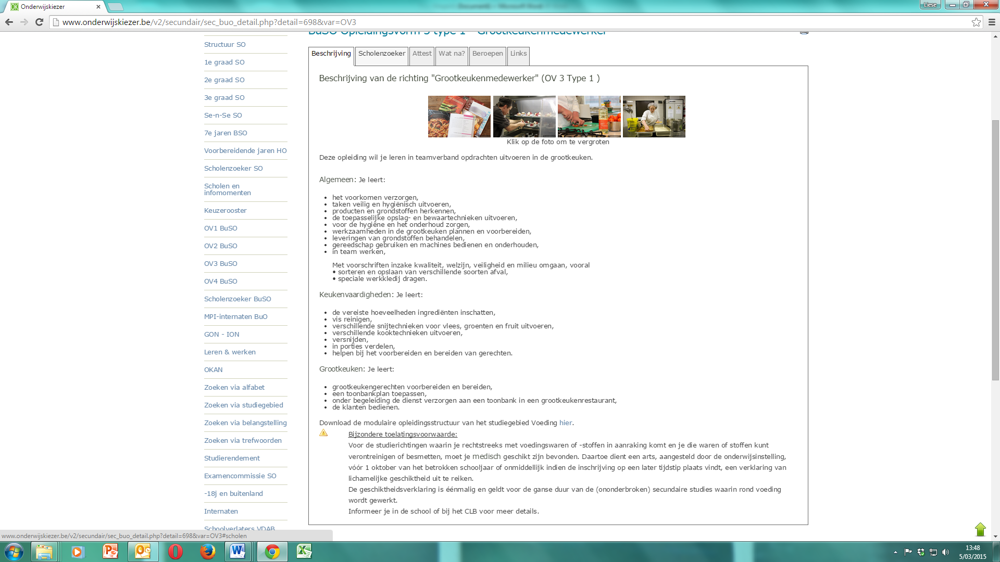 Onderwijskiezer
Liese
www.onderwijskiezer.be/v2/secundair/sec_buo_detail.php?detail=698&var=OV3
BuSO Opleidingsvorm 3 type 1 - Grootkeukenmedewerker
Structuur SO
1e graad SO
2e graad SO
3e graad SO
Se-n-Se SO
7e jaren BSO
Voorbereidende jaren HO
Scholenzoeker SO
Scholen en
infomomenten
Keuzerooster
OV1 BuSO
OV2 BuSO
OV3 BuSO
OV4 BuSO
Scholenzoeker BuSO
MPI-internaten BuO
GON - ION
Leren & werken
OKAN
Zoeken via alfabet
Zoeken via studiegebied
Zoeken via belangstelling
Zoeken via trefwoorden
Studierendement
Examencommissie SO
-18j en buitenland
Internaten
Schoolverlaters VDAB
Beschrijving Scholenzoeker Attest Wat na? Beroepen Links
Beschrijving van de richting "Grootkeukenmedewerker" (OV 3 Type 1 )
Klik op de foto om te vergroten
Deze opleiding wil je leren in teamverband opdrachten uitvoeren in de grootkeuken.
Algemeen: Je leert:
• het voorkomen verzorgen,
• taken veilig en hygiënisch uitvoeren,
• producten en grondstoffen herkennen,
• de toepasselijke opslag- en bewaartechnieken uitvoeren,
• voor de hygiëne en het onderhoud zorgen,
• werkzaamheden in de grootkeuken plannen en voorbereiden,
• leveringen van grondstoffen behandelen,
• gereedschap gebruiken en machines bedienen en onderhouden,
• in team werken,
Met voorschriften inzake kwaliteit, welzijn, veiligheid en milieu omgaan, vooral
• sorteren en opslaan van verschillende soorten afval,
• speciale werkkledij dragen.
Keukenvaardigheden: Je leert:
• de vereiste hoeveelheden ingrediënten inschatten,
• vis reinigen,
• verschillende snijtechnieken voor vlees, groenten en fruit uitvoeren,
• verschillende kooktechnieken uitvoeren,
• versnijden,
• in porties verdelen,
• helpen bij het voorbereiden en bereiden van gerechten.
Grootkeuken: Je leert:
• grootkeukengerechten voorbereiden en bereiden,
• een toonbankplan toepassen,
• onder begeleiding de dienst verzorgen aan een toonbank in een grootkeukenrestaurant,
• de klanten bedienen.
Download de modulaire opleidingsstructuur van het studiegebied Voeding hier.
Bijzondere toelatingsvoorwaarde:
Voor de studierichtingen waarin je rechtstreeks met voedingswaren of -stoffen in aanraking komt en je die waren of stoffen kunt
verontreinigen of besmetten, moet je medisch geschikt zijn bevonden. Daartoe dient een arts, aangesteld door de onderwijsinstelling,
vóór 1 oktober van het betrokken schooljaar of onmiddellijk indien de inschrijving op een later tijdstip plaats vindt, een verklaring van
lichamelijke geschiktheid uit te reiken.
De geschiktheidsverklaring is éénmalig en geldt voor de ganse duur van de (ononderbroken) secundaire studies waarin rond voeding
wordt gewerkt.
Informeer je in de school of bij het CLB voor meer details.
www.onderwijskiezer.be/v2/secundair/sec_buo_detail.php?detail=698&var=OV3#scholen
13:48
5/03/2015